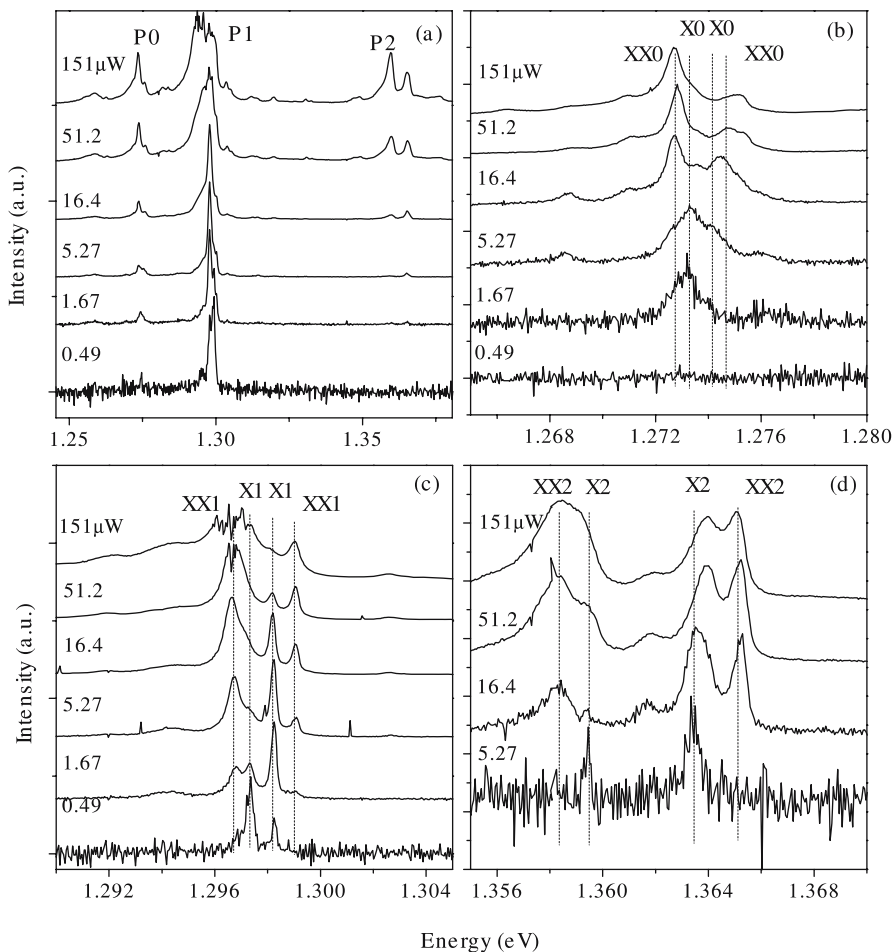 (a)
P0
P1
P2
151μW
51.2
16.4
5.27
1.67
0.49
1.25
1.30
1.35
(b)
XX0
X0
X0
XX0
151μW
51.2
16.4
5.27
1.67
0.49
1.268
1.272
1.276
1.280
Intensity (a.u.)
(c)
XX1
X1
X1
XX1
151μW
51.2
16.4
5.27
1.67
0.49
1.292
1.296
1.300
1.304
(d)
XX2
X2
X2
XX2
151μW
51.2
16.4
5.27
1.356
1.360
1.364
1.368
Intensity (a.u.)
Energy (eV)